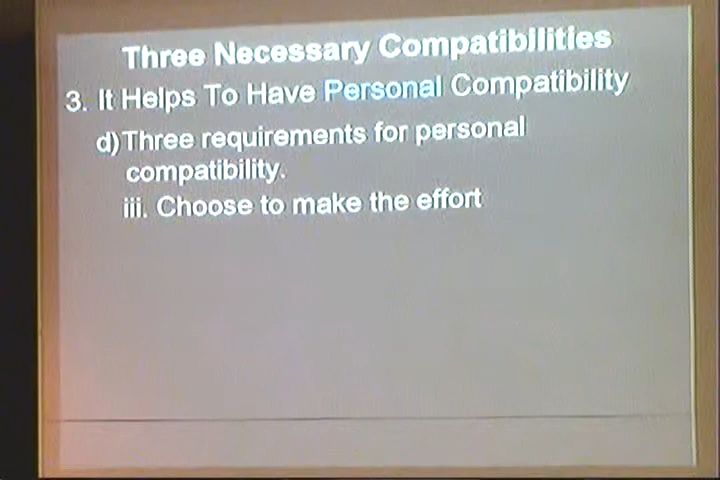 Three Necessary Compatibilities
3. It Helps To Have Personal Compatibility
d) Three requirements for personal
compatibility.
iii. Choose to make the effort